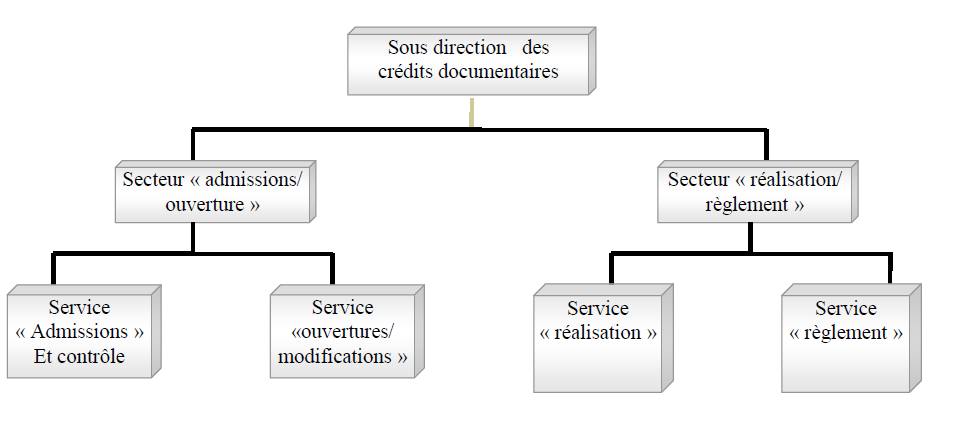 Sous direction des
crédits documentaires
Secteur « admissions/
ouverture »
Secteur « réalisation/
règlement »
Service
« Admissions »
Et contrôle
Service
«ouvertures/
modifications »
Service
« réalisation »
Service
« règlement »